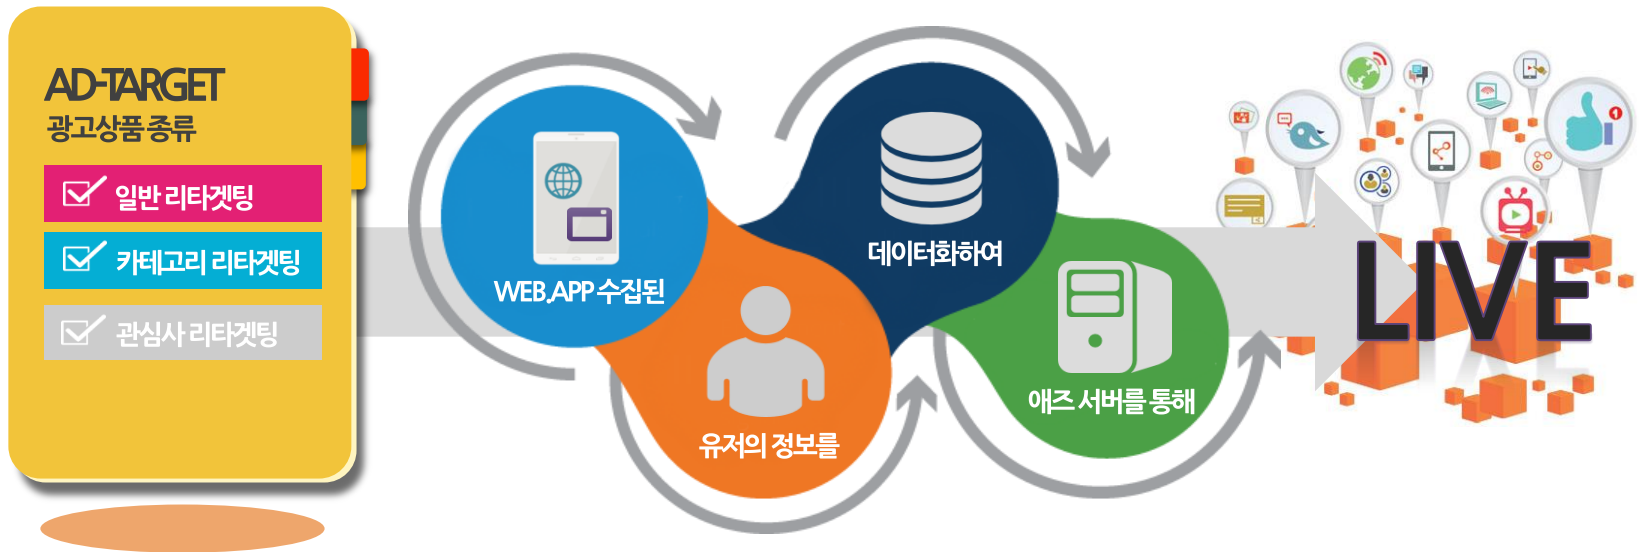 AD-TARGET
광고상품 종류
일반 리타겟팅
카테고리 리타겟팅
관심사 리타겟팅
WEB.APP 수집된
유저의 정보를
데이터화하여
애즈 서버를 통해
1
LIVE